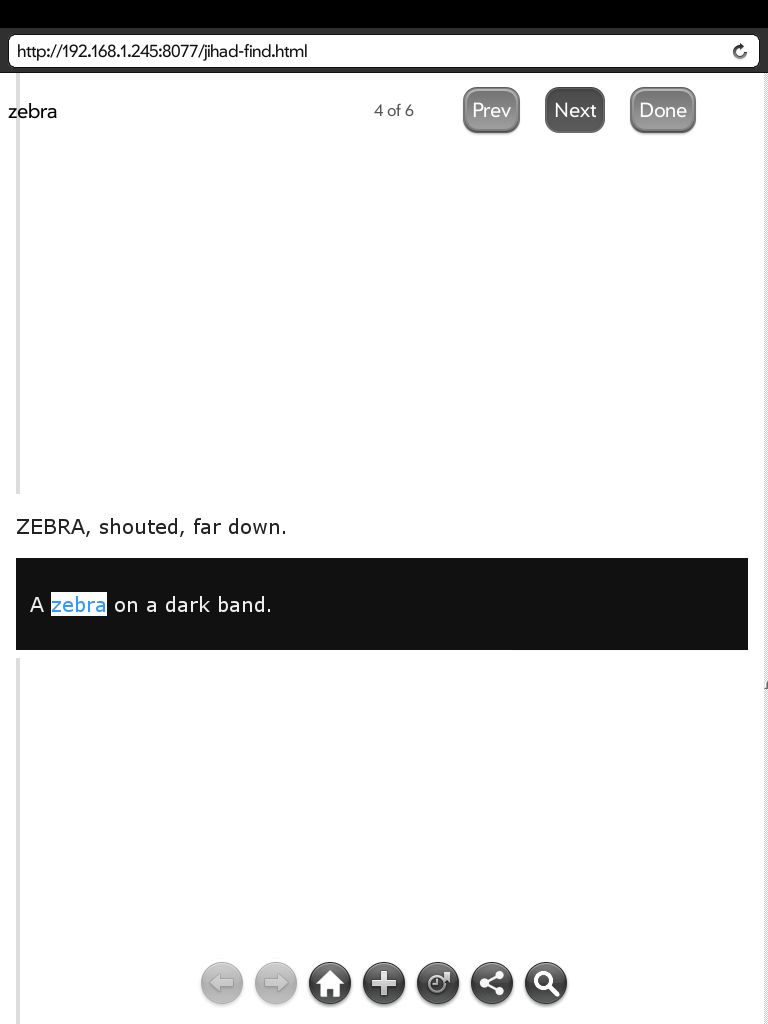 http://192.168.1.245:8077/jihad-find.html
zebra 4 of 6 Prev Next Done
ZEBRA, shouted, far down.
A zebra on a dark band.